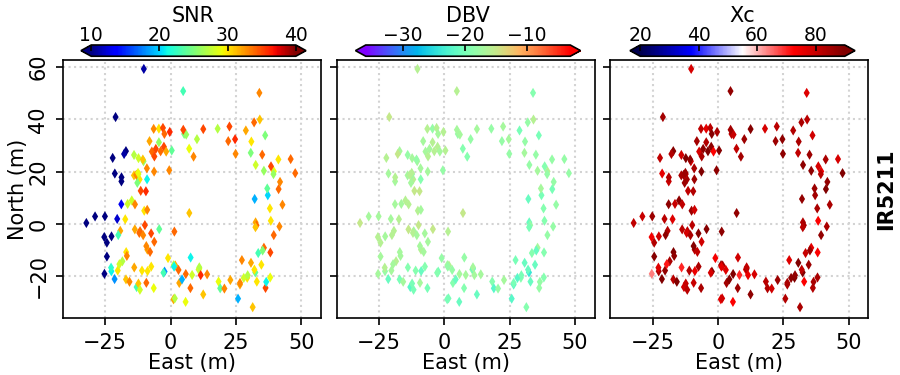 SNR DBV Xc
10 20 30 40 −30 −20 −10 20 40 60 80
60
40
20
0
−20
North (m)
IR5211
−25 0 25 50 −25 0 25 50 −25 0 25 50
East (m) East (m) East (m)